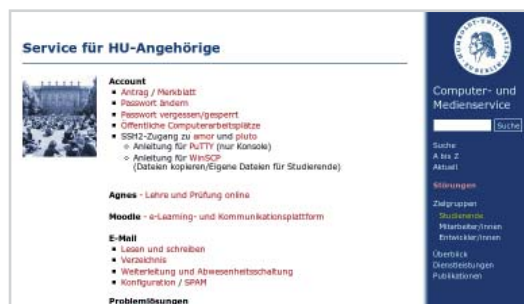 Service für HU-Angehörige
Account
Antrag / Merkblatt
Passwort ändern
Passwort vergessen/gesperrt
Öffentliche Computerarbeitsplätze
SSH2-Zugang zu amor und pluto
Anleitung für PuTTY (nur Konsole)
Anleitung für WinSCP
(Dateien kopieren/Eigene Dateien für Studierende)
Agnes - Lehre und Prüfung online
Moodle - e-Learning- und Kommunikationsplattform
E-Mail
Lesen und schreiben
Verzeichnis
Weiterleitung und Abwesenheitsschaltung
Konfiguration / SPAM
Problemlösungen
Computer- und
Medienservice
Suche
Suche
A bis Z
Aktuell
Störungen
Zielgruppen
Studierende
Mitarbeiter/innen
Entwickler/innen
Überblick
Dienstleistungen
Publikationen